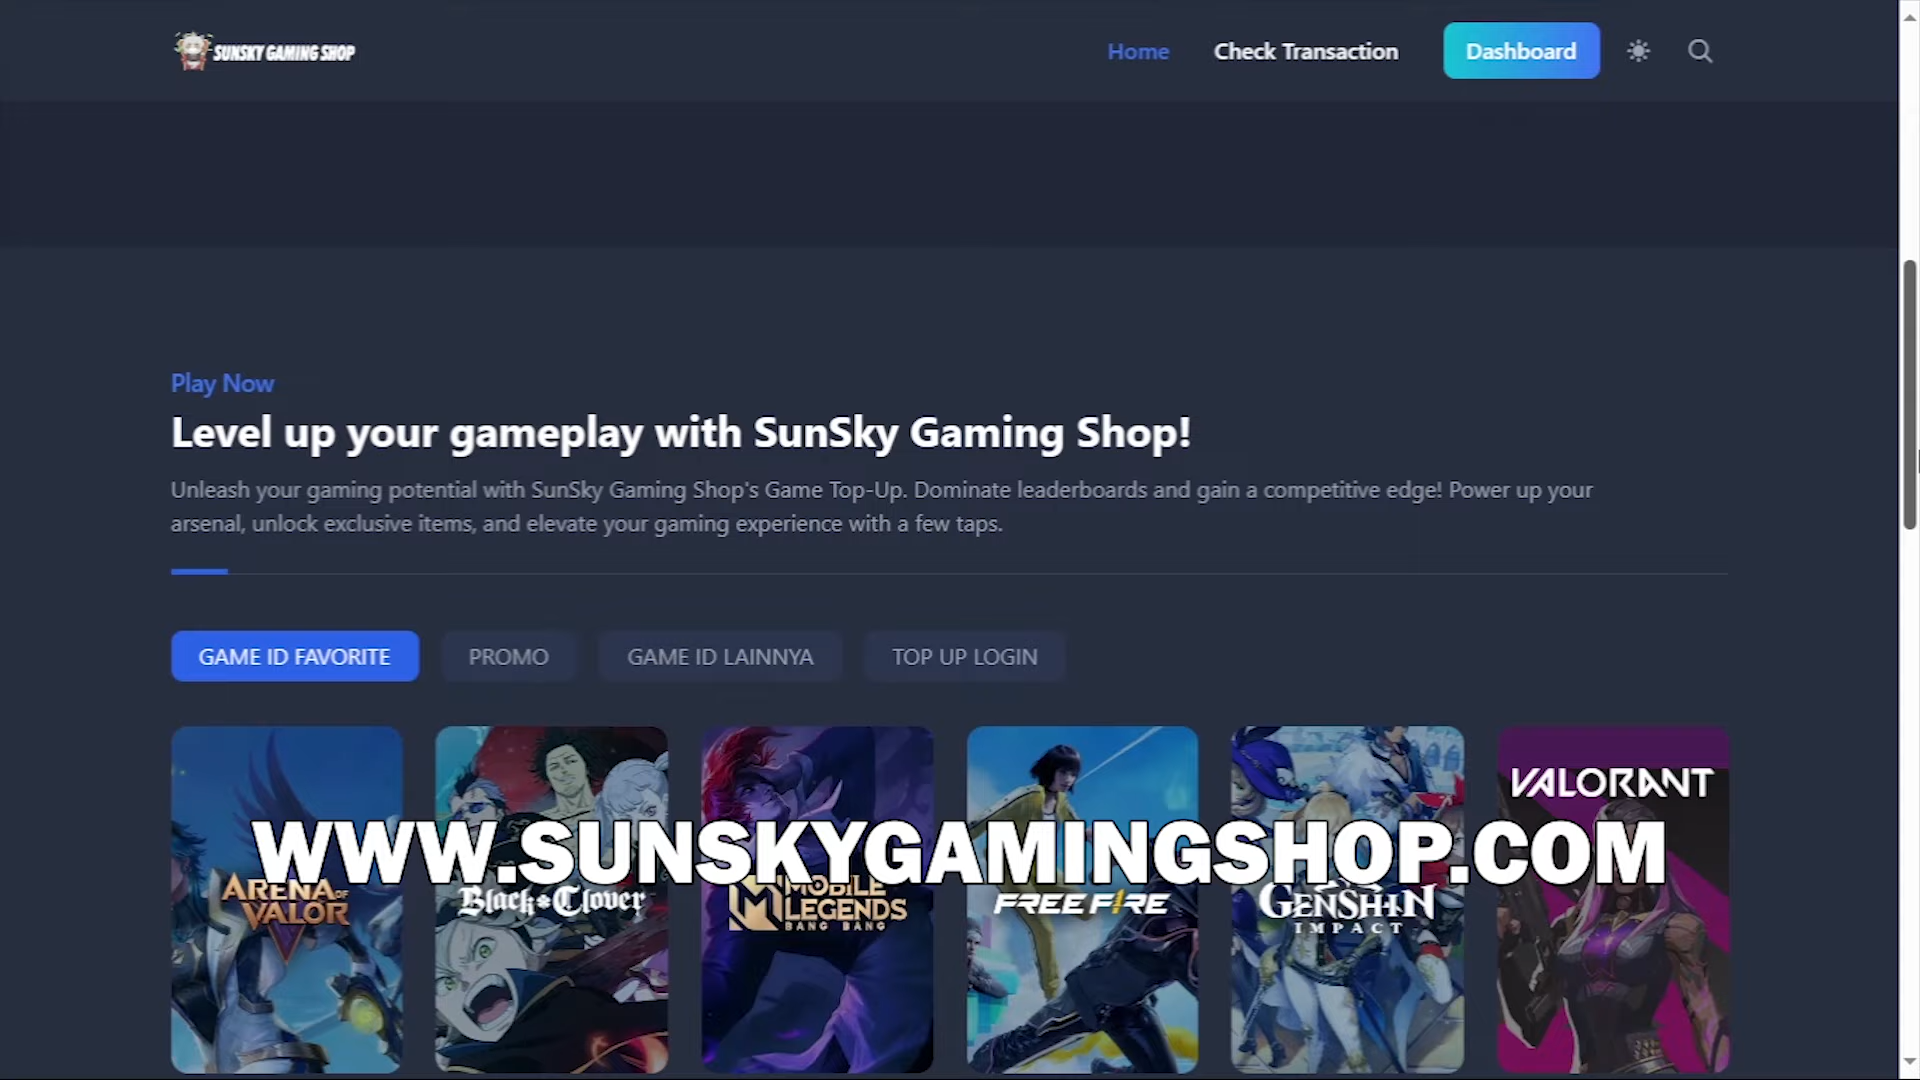 SUNSKY GAMING SHOP
Home
Check Transaction
Dashboard
Play Now
Level up your gameplay with SunSky Gaming Shop!
Unleash your gaming potential with SunSky Gaming Shop's Game Top-Up. Dominate leaderboards and gain a competitive edge! Power up your
arsenal, unlock exclusive items, and elevate your gaming experience with a few taps.
GAME ID FAVORITE
PROMO
GAME ID LAINNYA
TOP UP LOGIN
WWW.SUNSKYGAMINGSHOP.COM
ARENA OF
VALOR
Black Clover
MOBILE
LEGENDS
BANG BANG
FREE FIRE
GENSHIN
IMPACT
VALORANT